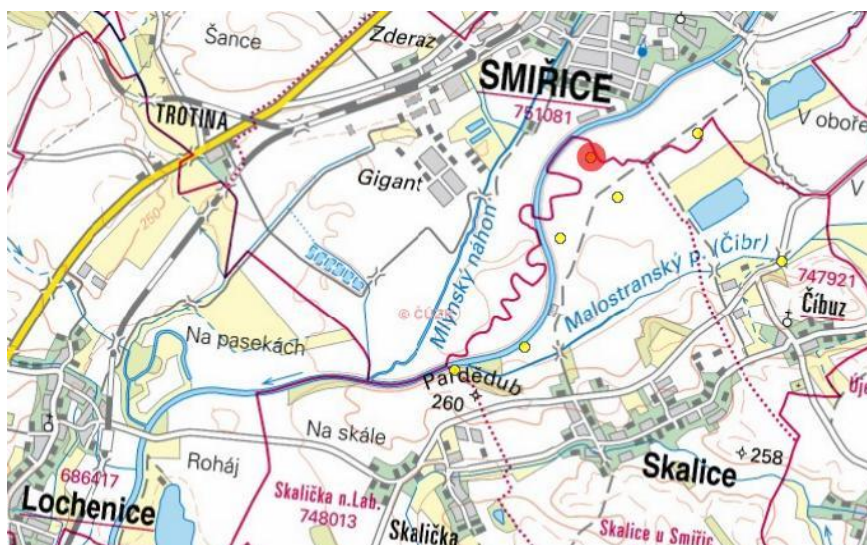 Šance
Zderaz
SMIŘICE
751081
TROTINA
V oboře
V
Gigant
250
Mlýnský náhon
Malostranský p. (Čibr)
747921
Číbuz
© ČÚZK
Na pasekách
Pardědub
260
Na skále
258
Roháj
Skalice
686417
Lochenice
Skalička n.Lab.
748013
Skalička
Skalice u Smiřic